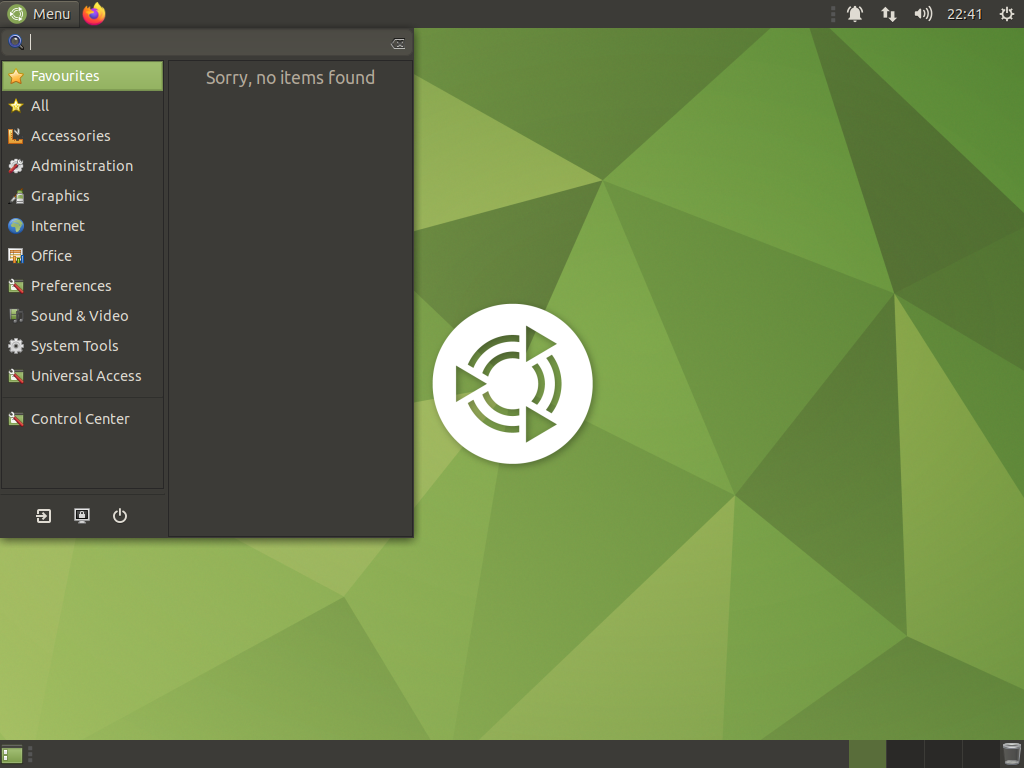 Menu
22:41
Favourites
Sorry, no items found
All
Accessories
Administration
Graphics
Internet
Office
Preferences
Sound & Video
System Tools
Universal Access
Control Center